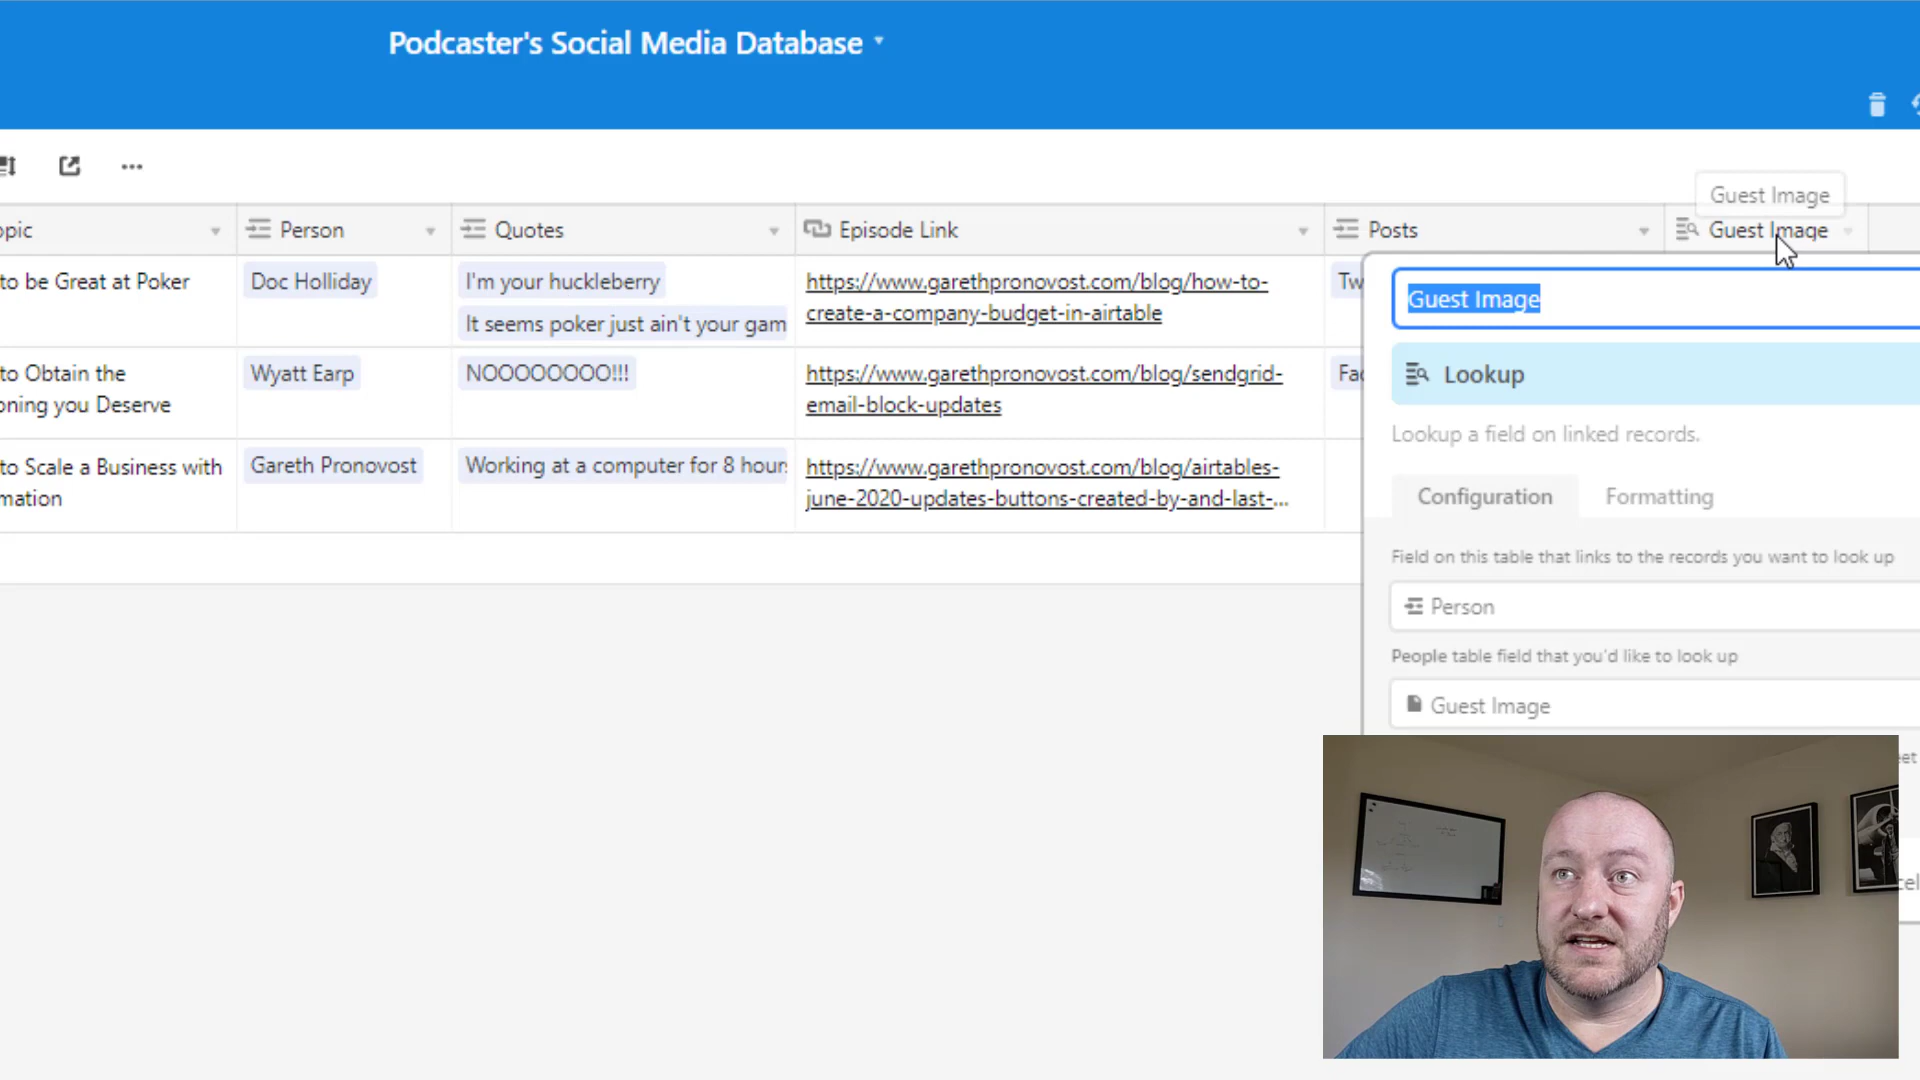 Podcaster's Social Media Database
Guest Image
opic
Person
Quotes
Episode Link
Posts
Guest Image
to be Great at Poker
Doc Holliday
I'm your huckleberry
It seems poker just ain't your gam
https://www.garethpronovost.com/blog/how-to-
create-a-company-budget-in-airtable
Tw
to Obtain the
oning you Deserve
Wyatt Earp
NOOOOOOOO!!!
https://www.garethpronovost.com/blog/sendgrid-
email-block-updates
Fac
to Scale a Business with
mation
Gareth Pronovost
Working at a computer for 8 hour
https://www.garethpronovost.com/blog/airtables-
june-2020-updates-buttons-created-by-and-last-...
Guest Image
Lookup
Lookup a field on linked records.
Configuration
Formatting
Field on this table that links to the records you want to look up
Person
People table field that you'd like to look up
Guest Image